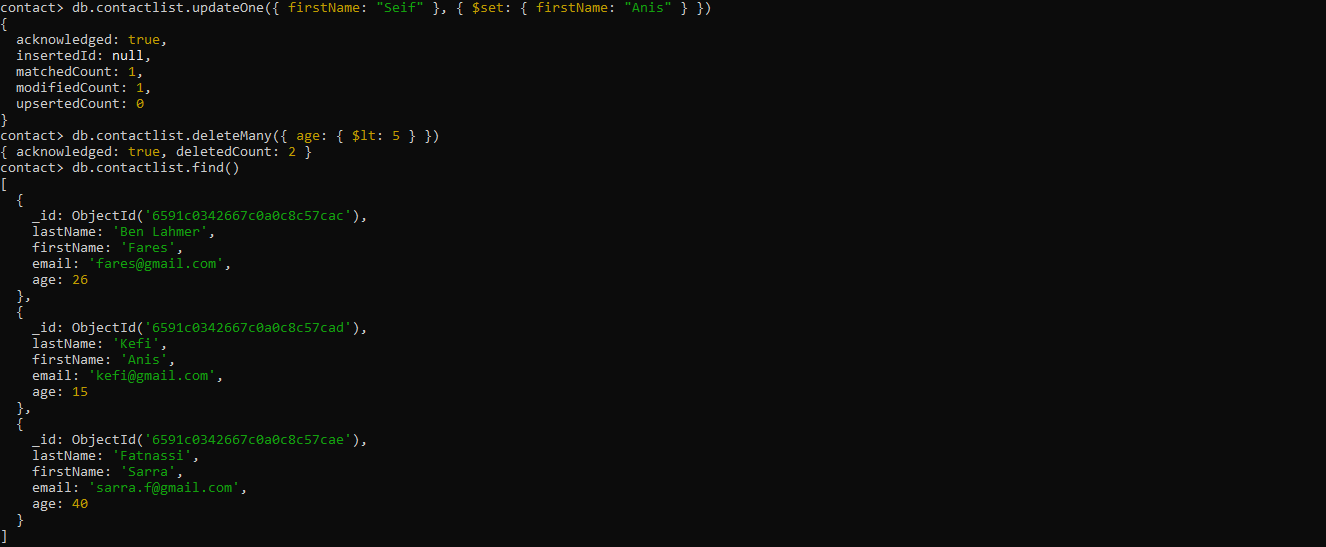 contact> db.contactlist.updateOne({ firstName: "Seif" }, { $set: { firstName: "Anis" } })
{
  acknowledged: true,
  insertedId: null,
  matchedCount: 1,
  modifiedCount: 1,
  upsertedCount: 0
}
contact> db.contactlist.deleteMany({ age: { $lt: 5 } })
{ acknowledged: true, deletedCount: 2 }
contact> db.contactlist.find()
[
  {
    _id: ObjectId('6591c0342667c0a0c8c57cac'),
    lastName: 'Ben Lahmer',
    firstName: 'Fares',
    email: 'fares@gmail.com',
    age: 26
  },
  {
    _id: ObjectId('6591c0342667c0a0c8c57cad'),
    lastName: 'Kefi',
    firstName: 'Anis',
    email: 'kefi@gmail.com',
    age: 15
  },
  {
    _id: ObjectId('6591c0342667c0a0c8c57cae'),
    lastName: 'Fatnassi',
    firstName: 'Sarra',
    email: 'sarra.f@gmail.com',
    age: 40
  }
]